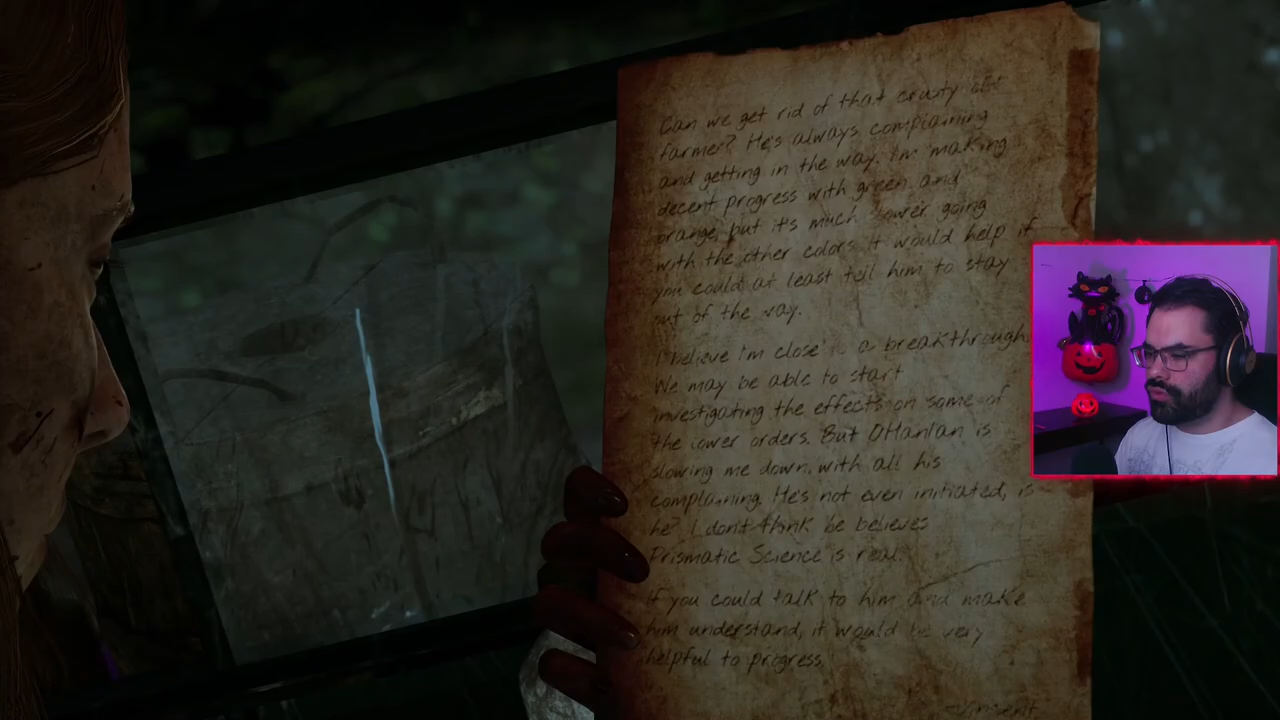 Can we get rid of that crusty old
farmer? He's always complaining
and getting in the way. I'm making
decent progress with green and
orange, but it's much slower going
with the other colors. It would help if
you could at least tell him to stay
out of the way.
I believe I'm close a breakthrough.
We may be able to start
investigating the effects on some of
the lower orders. But O'Hanlan is
slowing me down with all his
complaining. He's not even initiated, is
he? I don't think he believes
Prismatic Science is real.
If you could talk to him and make
him understand, it would be very
helpful to progress.
-Vinsent